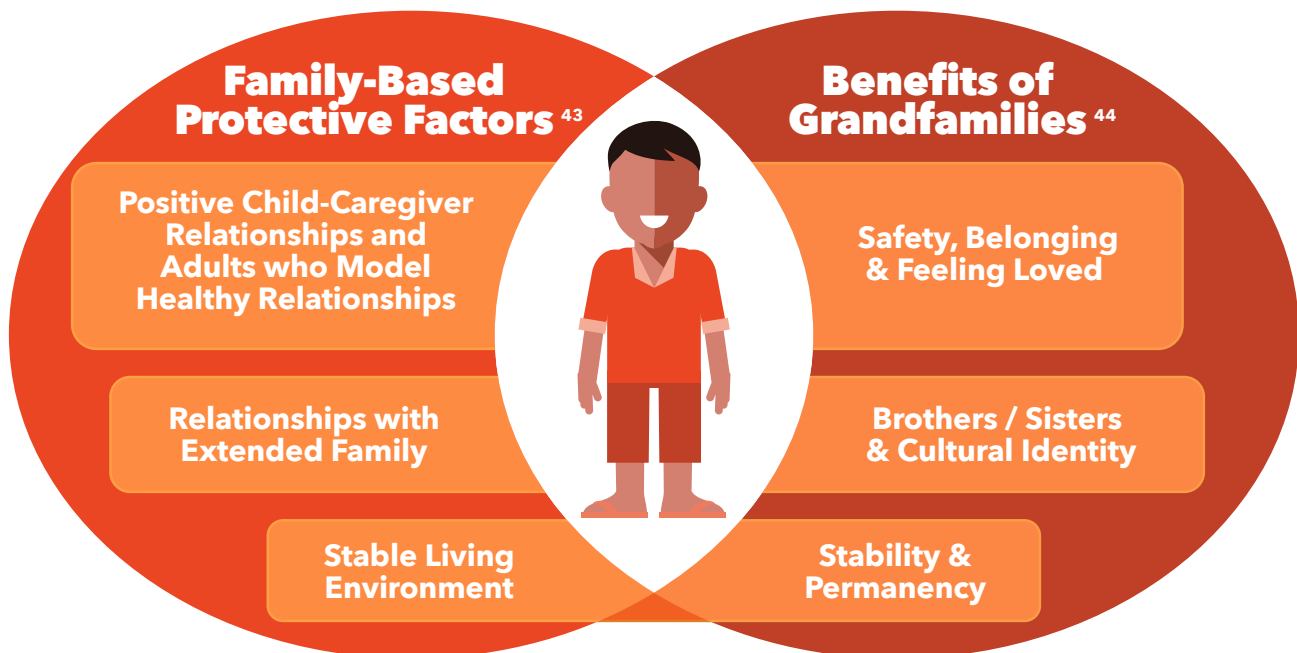 Family-Based
Protective Factors 43
Positive Child-Caregiver
Relationships and
Adults who Model
Healthy Relationships
Relationships with
Extended Family
Stable Living
Environment
Benefits of
Grandfamilies 44
Safety, Belonging
& Feeling Loved
Brothers / Sisters
& Cultural Identity
Stability &
Permanency